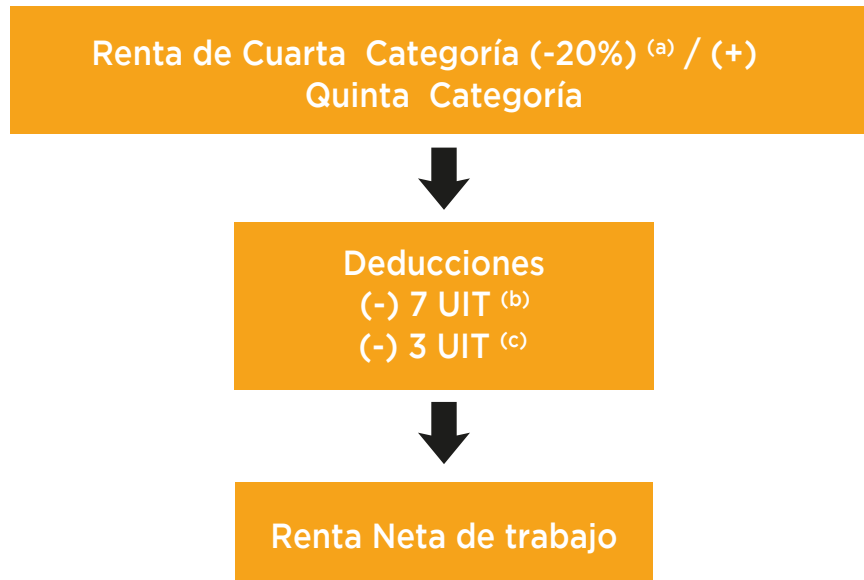 Renta de Cuarta Categoría (-20%) (a) / (+)
Quinta Categoría
Deducciones
(-) 7 UIT (b)
(-) 3 UIT (c)
Renta Neta de trabajo